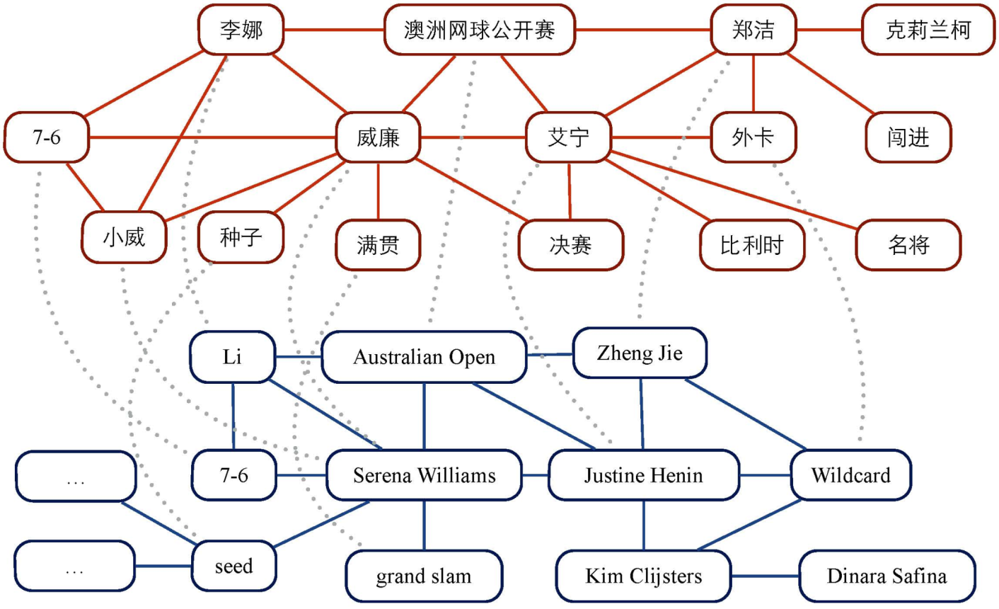 李娜
澳洲网球公开赛
郑洁
克莉兰柯
7-6
威廉
艾宁
外卡
闯进
小威
种子
满贯
决赛
比利时
名将
Li
Australian Open
Zheng Jie
...
7-6
Serena Williams
Justine Henin
Wildcard
...
seed
grand slam
Kim Clijsters
Dinara Safina